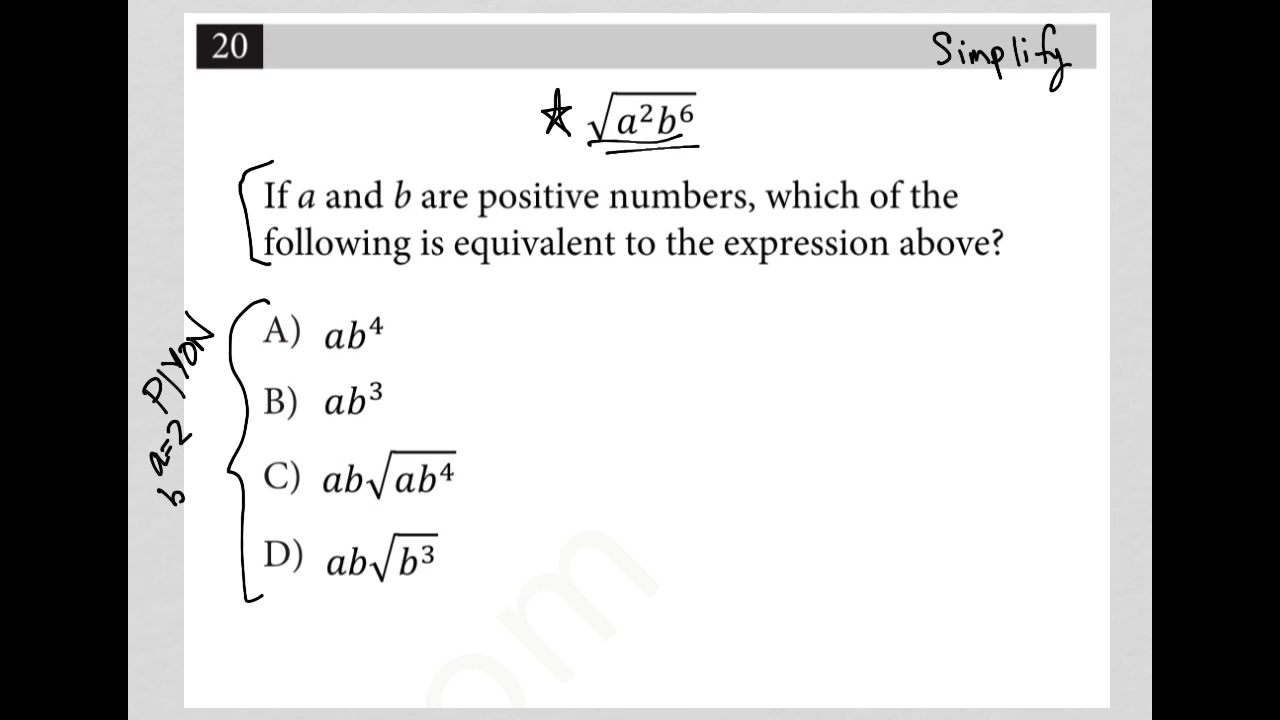 20 Simplify
√a²b⁶
If a and b are positive numbers, which of the
following is equivalent to the expression above?
A) ab⁴
B) ab³
C) ab√ab⁴
D) ab√b³
PIYON
a=2
b
om